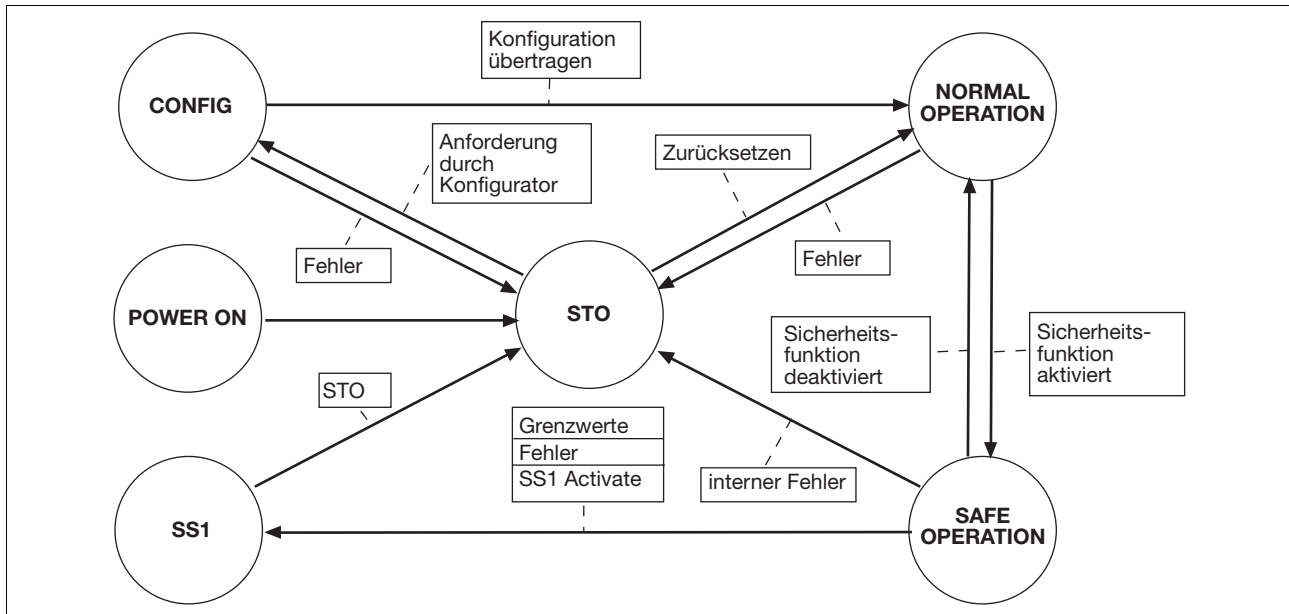 Konfiguration
übertragen
CONFIG
NORMAL
OPERATION
Anforderung
durch
Konfigurator
Zurücksetzen
Fehler
Fehler
POWER ON
STO
Sicherheits-
funktion
deaktiviert
Sicherheits-
funktion
aktiviert
STO
Grenzwerte
Fehler
SS1 Activate
interner Fehler
SS1
SAFE
OPERATION